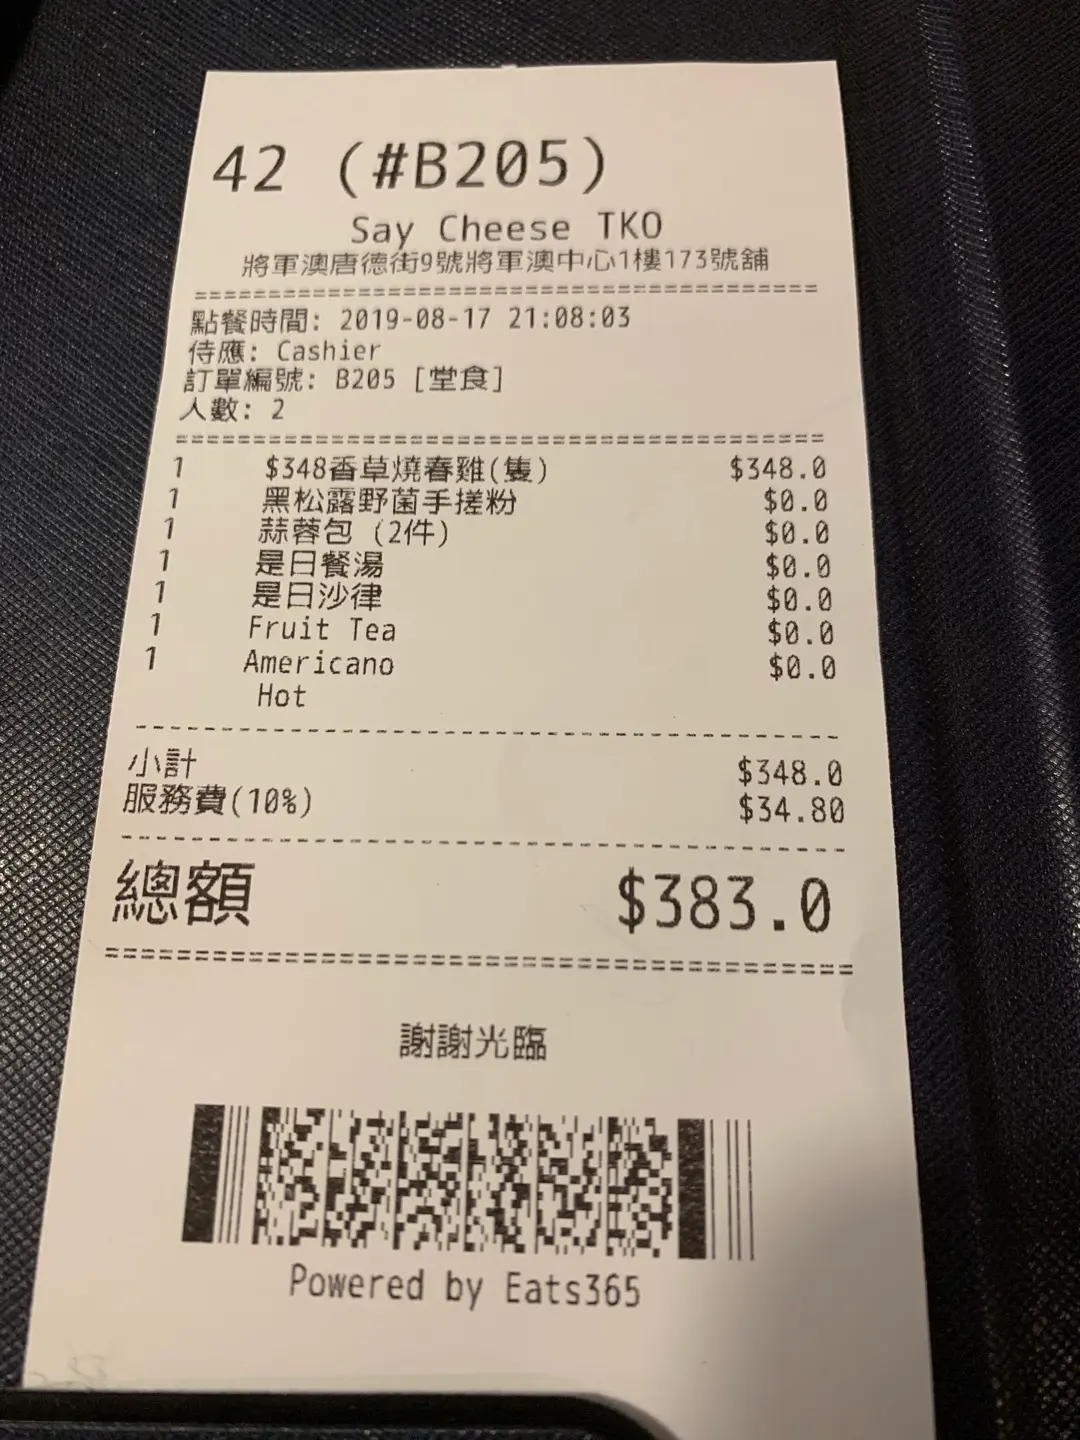 42 (#B205)
Say Cheese TKO
將軍澳唐德街9號將軍澳中心1樓173號舖
點餐時間: 2019-08-17 21:08:03
侍應: Cashier
訂單編號: B205 [堂食]
人數: 2
1 $348香草燒春雞(隻) $348.0
1 黑松露野菌手搓粉 $0.0
1 蒜蓉包 (2件) $0.0
1 是日餐湯 $0.0
1 是日沙律 $0.0
1 Fruit Tea $0.0
1 Americano $0.0
Hot
小計 $348.0
服務費(10%) $34.80
總額 $383.0
謝謝光臨
Powered by Eats365